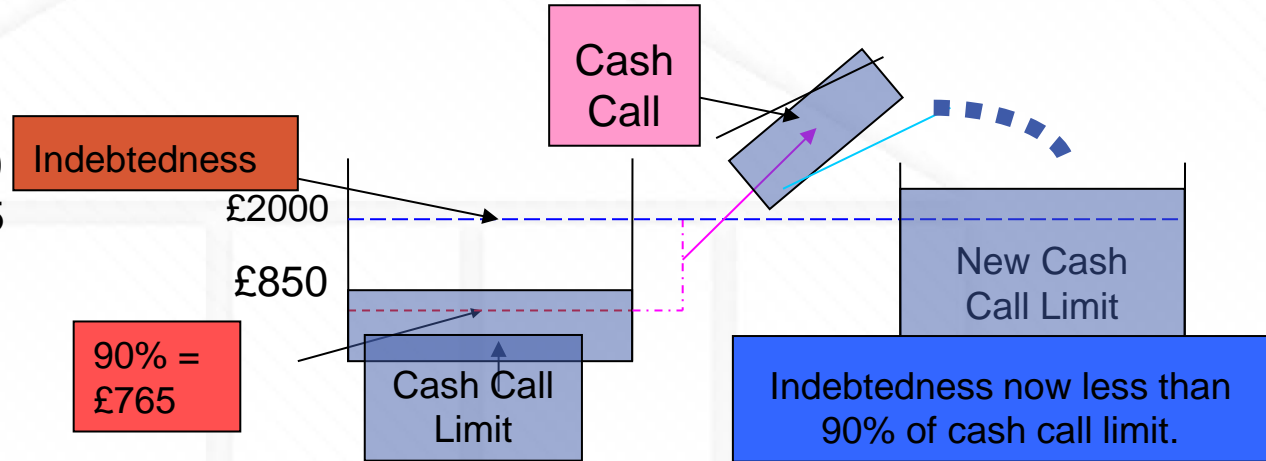 Cash
Call
Indebtedness
£2000
£850
90% =
£765
Cash Call
Limit
New Cash
Call Limit
Indebtedness now less than
90% of cash call limit.